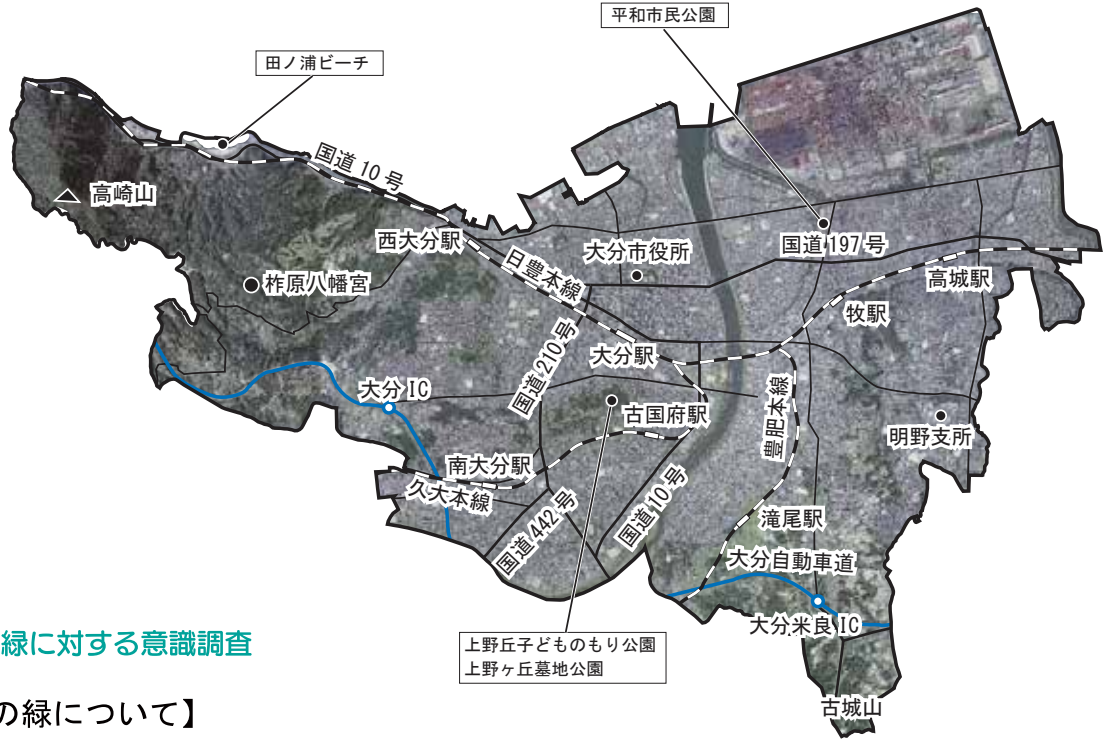 平和市民公園
田ノ浦ビーチ
国道10号
高崎山
西大分駅
大分市役所
国道197号
日豊本線
高城駅
柞原八幡宮
牧駅
国道210号
大分駅
大分IC
古国府駅
豊肥本線
明野支所
南大分駅
久大本線
国道442号
国道10号
滝尾駅
大分自動車道
大分米良IC
上野丘子どものもり公園
上野ヶ丘墓地公園
古城山
緑に対する意識調査
の緑について】